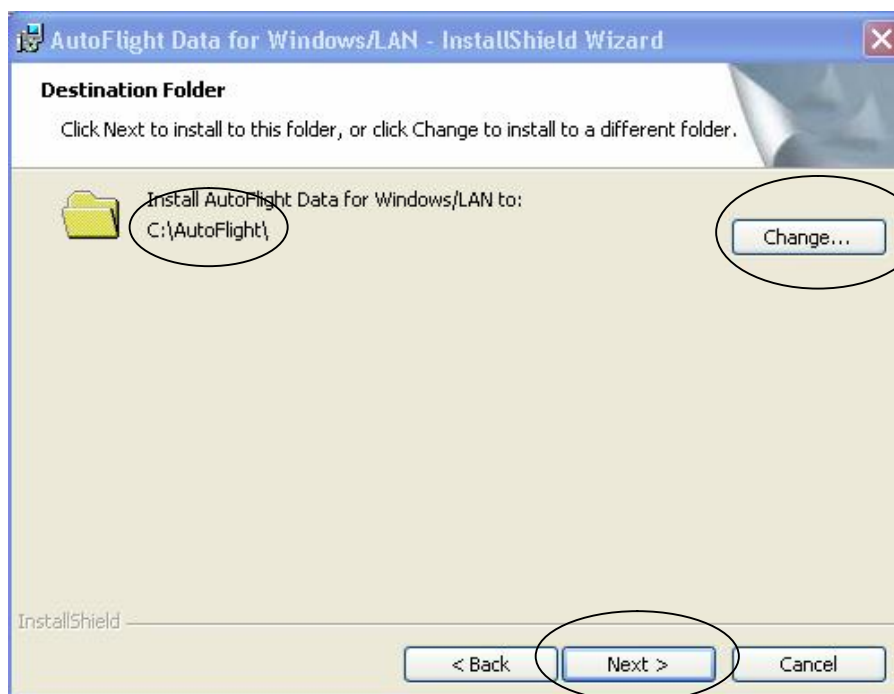 AutoFlight Data for Windows/LAN - InstallShield Wizard
Destination Folder
Click Next to install to this folder, or click Change to install to a different folder.
Install AutoFlight Data for Windows/LAN to:
C:\AutoFlight\
Change...
InstallShield
< Back
Next >
Cancel